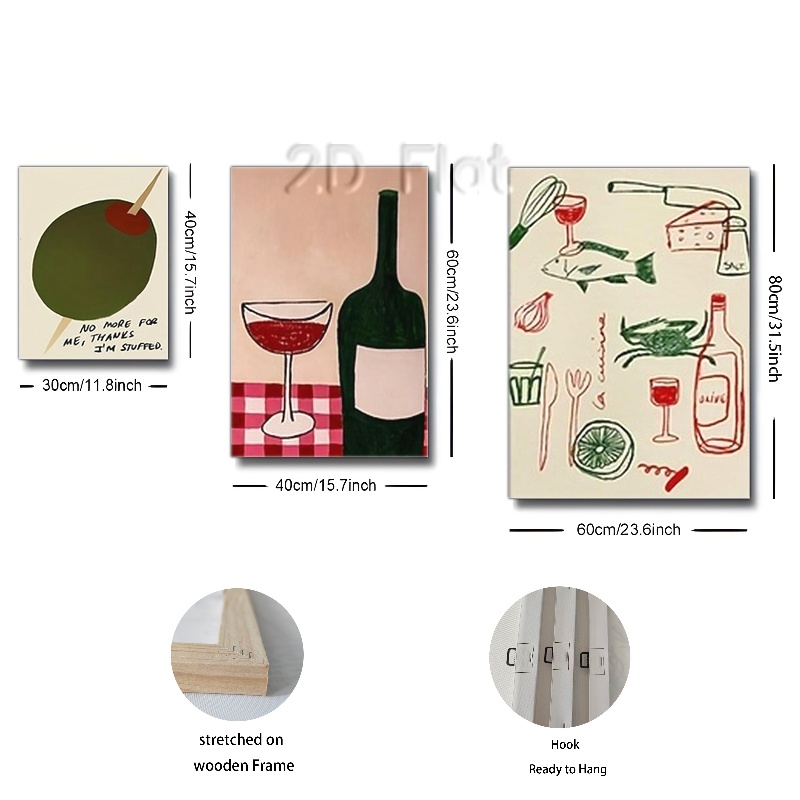 2D Flat
NO MORE FOR
ME, THANKS
I'M STUFFED.
40cm/15.7inch
30cm/11.8inch
60cm/23.6inch
40cm/15.7inch
SALT
la cuisine
OLIVE
80cm/31.5inch
60cm/23.6inch
stretched on
wooden Frame
Hook
Ready to Hang